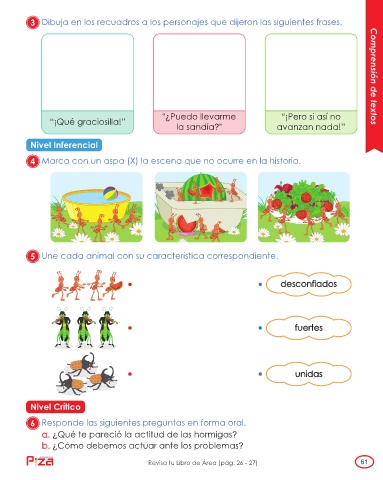 3 Dibuja en los recuadros a los personajes que dijeron las siguientes frases.
"¡Qué graciosilla!"
"¿Puedo llevarme
la sandía?"
"¡Pero si así no
avanzan nada!"
Comprensión de textos
Nivel Inferencial
4 Marca con un aspa (X) la escena que no ocurre en la historia.
5 Une cada animal con su característica correspondiente.
desconfiados
fuertes
unidas
Nivel Crítico
6 Responde las siguientes preguntas en forma oral.
a. ¿Qué te pareció la actitud de las hormigas?
b. ¿Cómo debemos actuar ante los problemas?
Revisa tu Libro de Área (pág. 26 - 27)
61